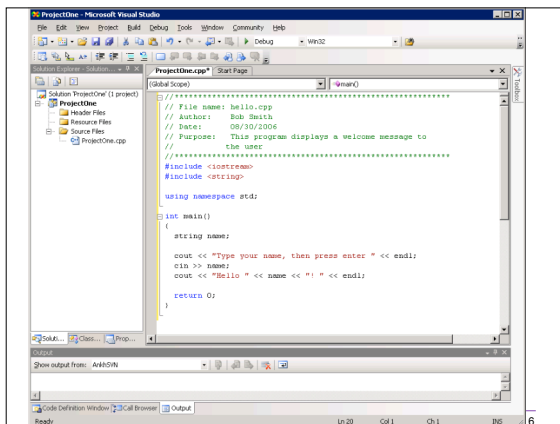 ProjectOne - Microsoft Visual Studio
File Edit View Project Build Debug Tools Window Community Help
Debug Win32
Solution Explorer - Solution...
ProjectOne.cpp* Start Page
(Global Scope) main()
Toolbox
Solution 'ProjectOne' (1 project)
ProjectOne
Header Files
Resource Files
Source Files
ProjectOne.cpp
//****************************************************
// File name: hello.cpp
// Author: Bob Smith
// Date: 08/30/2006
// Purpose: This program displays a welcome message to
// the user
//****************************************************
#include <iostream>
#include <string>
using namespace std;
int main()
{
string name;
cout << "Type your name, then press enter " << endl;
cin >> name;
cout << "Hello " << name << "! " << endl;
return 0;
}
Soluti... Class... Prop...
Output
Show output from: AnkhSVN
Code Definition Window Call Browser Output
Ready Ln 20 Col 1 Ch 1 INS
6